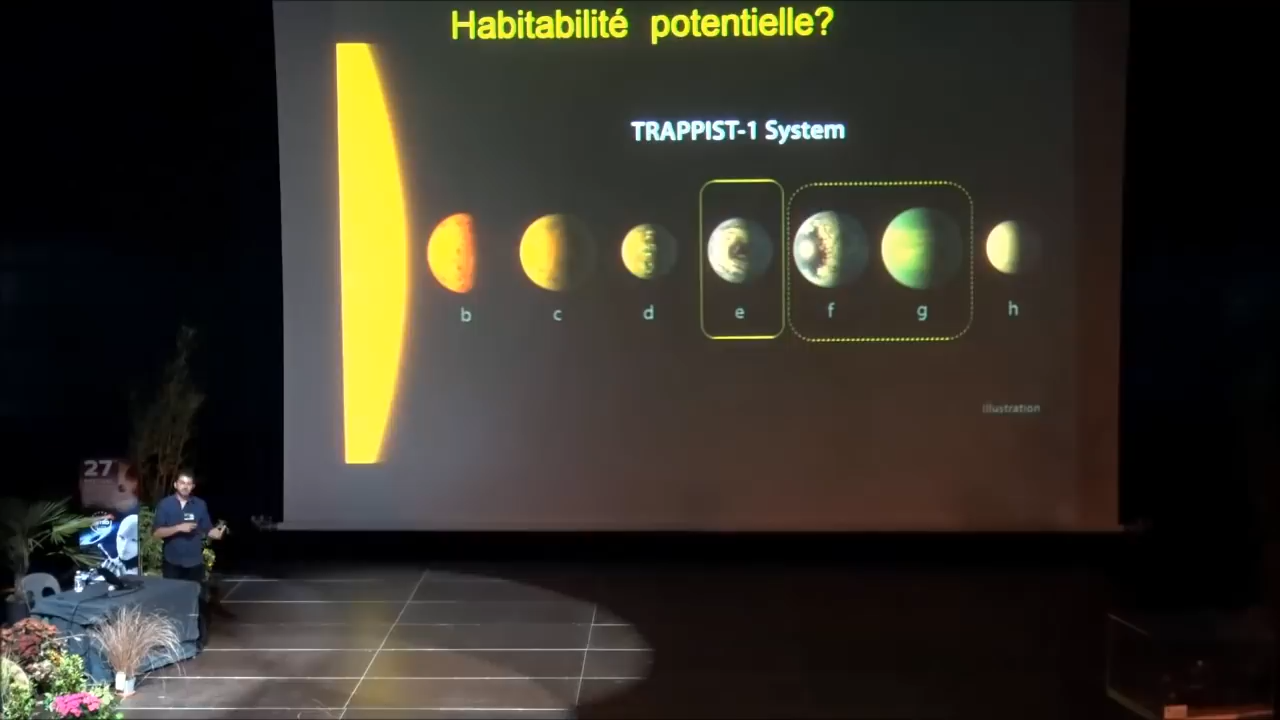 Habitabilité potentielle?
TRAPPIST-1 System
b c d e f g h
Illustration
27